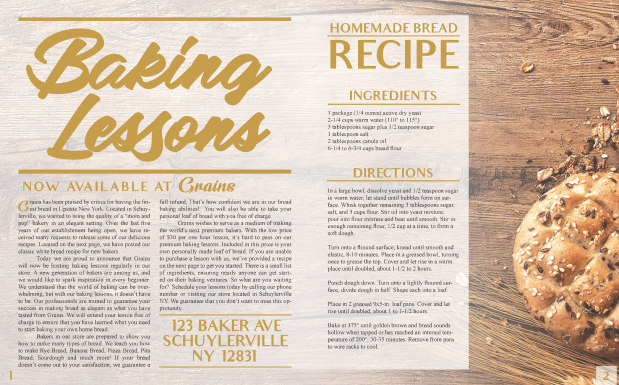 Baking
Lessons
NOW AVAILABLE AT Grains
Grains has been praised by critics for having the fin-
est bread in Upstate New York. Located in Schuy-
lerville, we wanted to bring the quality of a "mom and
pop" bakery in an elegant setting. Over the last five
years of our establishment being open, we have re-
ceived many requests to release some of our delicious
recipes. Located on the next page, we have posted our
classic white bread recipe for new bakers.
Today we are proud to announce that Grains
will now be hosting baking lessons regularly in our
store. A new generation of bakers are among us, and
we would like to spark inspiration in every beginner.
We understand that the world of baking can be over-
whelming, but with our baking lessons, it doesn't have
to be. Our professionals are trained to guarantee your
success in making bread as elegant as what you have
tasted from Grains. We will extend your lesson free of
charge to ensure that you have learned what you need
to start baking your own home bread.
Bakers in our store are prepared to show you
how to make many types of bread. We teach you how
to make Rye Bread, Banana Bread, Pizza Bread, Pita
Bread, Sourdough and much more! If your bread
doesn't come out to your satisfaction, we guarantee a
full refund. That's how confident we are in our bread
baking abilities! You will also be able to take your
personal loaf of bread with you free of charge.
Grains wishes to serve as a medium of making
the world's next premium bakers. With the low price
of $30 per one hour lesson, it's hard to pass on our
premium baking lessons. Included in this price is your
own personally made loaf of bread. If you are unable
to purchase a lesson with us, we've provided a recipe
on the next page to get you started. There is a small list
of ingredients, ensuring nearly anyone can get start-
ed on their baking ventures. So what are you waiting
for? Schedule your lessons today by calling our phone
number or visiting our store located in Schuylerville
NY. We guarantee that you don't want to miss this op-
portunity.
123 BAKER AVE
SCHUYLERVILLE
NY 12831
1
HOMEMADE BREAD
RECIPE
INGREDIENTS
1 package (1/4 ounce) active dry yeast
2-1/4 cups warm water (110° to 115°)
3 tablespoons sugar plus 1/2 teaspoon sugar
1 tablespoon salt
2 tablespoons canola oil
6-1/4 to 6-3/4 cups bread flour
DIRECTIONS
In a large bowl, dissolve yeast and 1/2 teaspoon sugar
in warm water; let stand until bubbles form on sur-
face. Whisk together remaining 3 tablespoons sugar,
salt, and 3 cups flour. Stir oil into yeast mixture;
pour into flour mixture and beat until smooth. Stir in
enough remaining flour, 1/2 cup at a time, to form a
soft dough.
Turn onto a floured surface; knead until smooth and
elastic, 8-10 minutes. Place in a greased bowl, turning
once to grease the top. Cover and let rise in a warm
place until doubled, about 1-1/2 to 2 hours.
Punch dough down. Turn onto a lightly floured sur-
face; divide dough in half. Shape each into a loaf.
Place in 2 greased 9x5-in. loaf pans. Cover and let
rise until doubled, about 1 to 1-1/2 hours.
Bake at 375° until golden brown and bread sounds
hollow when tapped or has reached an internal tem-
perature of 200°, 30-35 minutes. Remove from pans
to wire racks to cool.
2